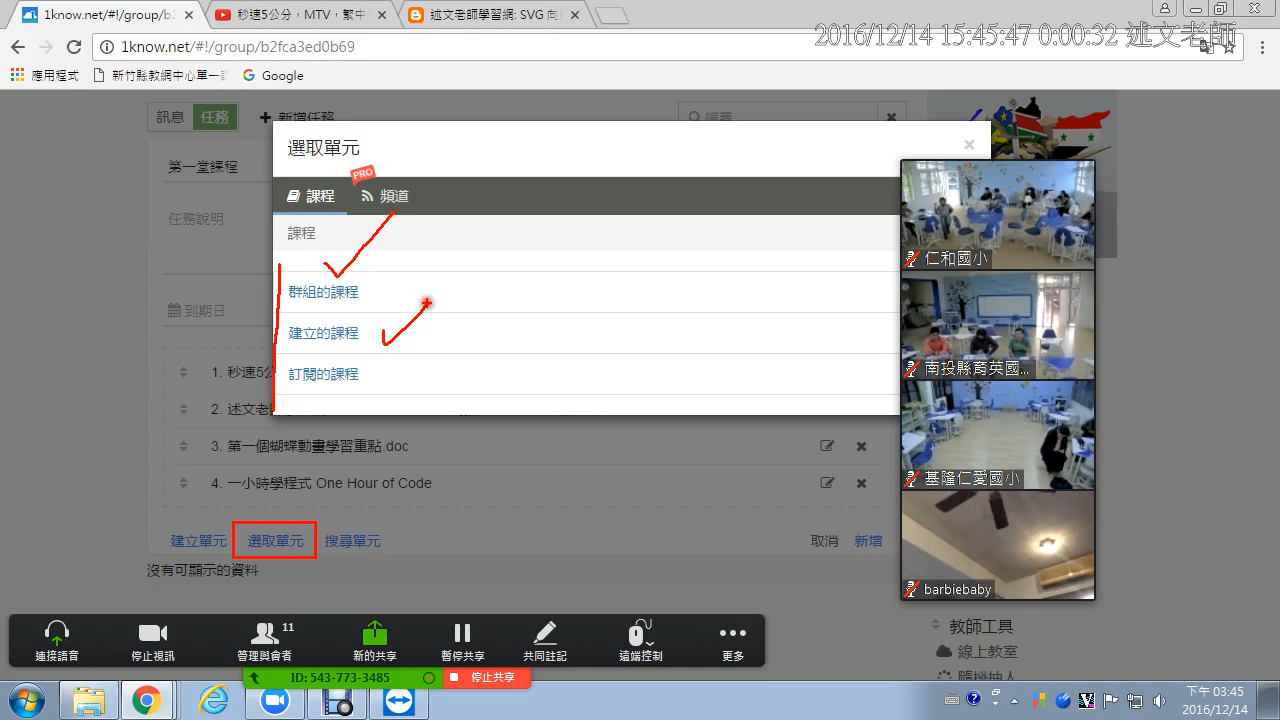 1know.net/#!/group/b2
秒速5公分，MTV，繁中
述文老師學習網: SVG 向
1know.net/#!/group/b2fca3ed0b69
2016/12/14 15:45:47 0:00:32 述文老師
應用程式
新竹縣教網中心單一
Google
訊息
任務
新增任務
搜尋
第一堂課程
任務說明
到期日
選取單元
課程
PRO
頻道
課程
群組的課程
建立的課程
訂閱的課程
1. 秒速5公
2. 述文老
3. 第一個蝴蝶動畫學習重點.doc
4. 一小時學程式 One Hour of Code
建立單元
選取單元
搜尋單元
取消
新增
沒有可顯示的資料
仁和國小
南投縣育英國...
基隆仁愛國小
barbiebaby
教師工具
線上教室
隨機抽人
連接語音
停止視訊
管理與會者
11
新的共享
暫停共享
共同註記
遠端控制
更多
ID: 543-773-3485
停止共享
下午 03:45
2016/12/14